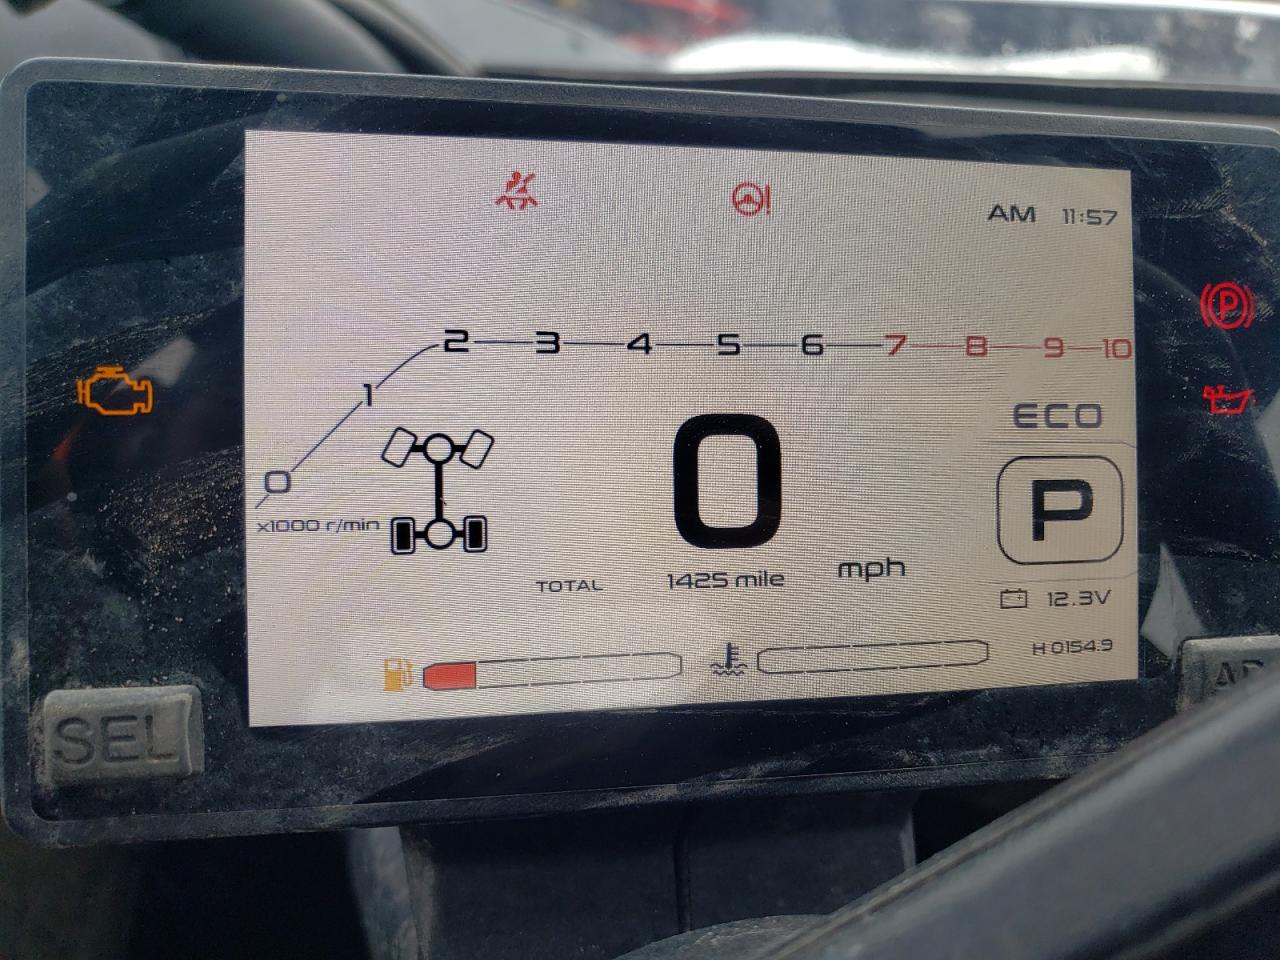 AM 11:57
2 3 4 5 6 7 8 9 10
1
0
x1000 r/min
ECO
P
0
mph
TOTAL 1425 mile
12.3V
H 0154.9
SEL
P